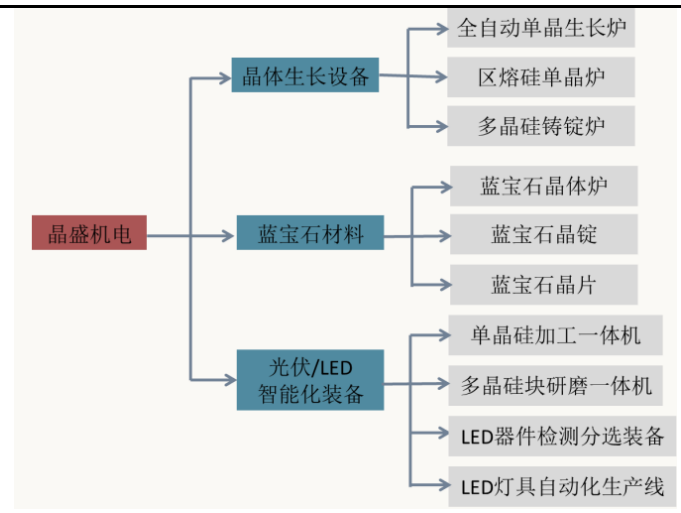 晶盛机电
晶体生长设备
全自动单晶生长炉
区熔硅单晶炉
多晶硅铸锭炉
蓝宝石材料
蓝宝石晶体炉
蓝宝石晶锭
蓝宝石晶片
光伏/LED
智能化装备
单晶硅加工一体机
多晶硅块研磨一体机
LED器件检测分选装备
LED灯具自动化生产线